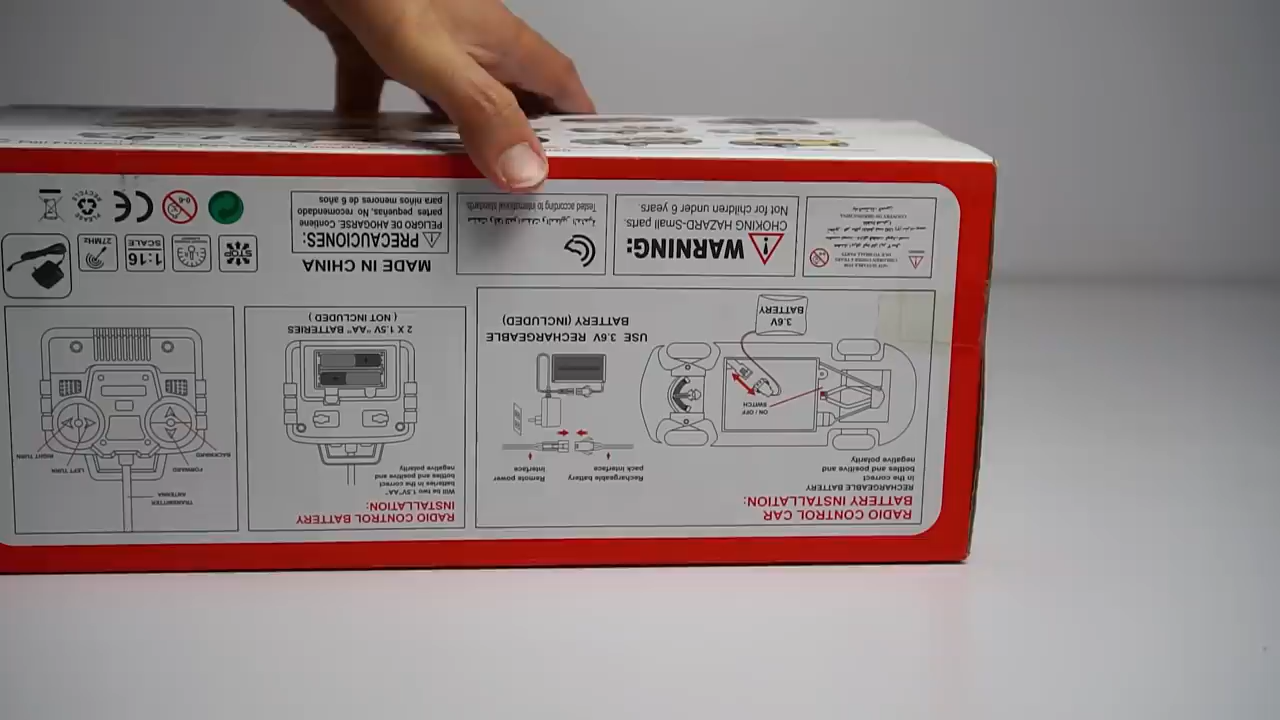 RADIO CONTROL CAR
BATTERY INSTALLATION:
RECHARGEABLE BATTERY
in the correct
bottles and positive and
negative polarity
ON / OFF
SWITCH
3.6V
BATTERY
Rechargeable battery
pack interface
Remote power
interface
USE 3.6V RECHARGEABLE
BATTERY (INCLUDED)
RADIO CONTROL BATTERY
INSTALLATION:
Will be two 1.5V"AA"
batteries in the correct
bottles and positive and
negative polarity
2 X 1.5V "AA" BATTERIES
( NOT INCLUDED )
TRANSMITTER
ANTENNA
FORWARD
BACKWARD
LEFT TURN
RIGHT TURN
WARNING:
CHOKING HAZARD-Small parts.
Not for children under 6 years.
Tested according to international standards
MADE IN CHINA
PRECAUCIONES:
PELIGRO DE AHOGARSE. Contiene
partes pequeñas, No recomendado
para niños menores de 6 años
STOP
1:16
SCALE
27MHz
0-6
CE
RECYCLE